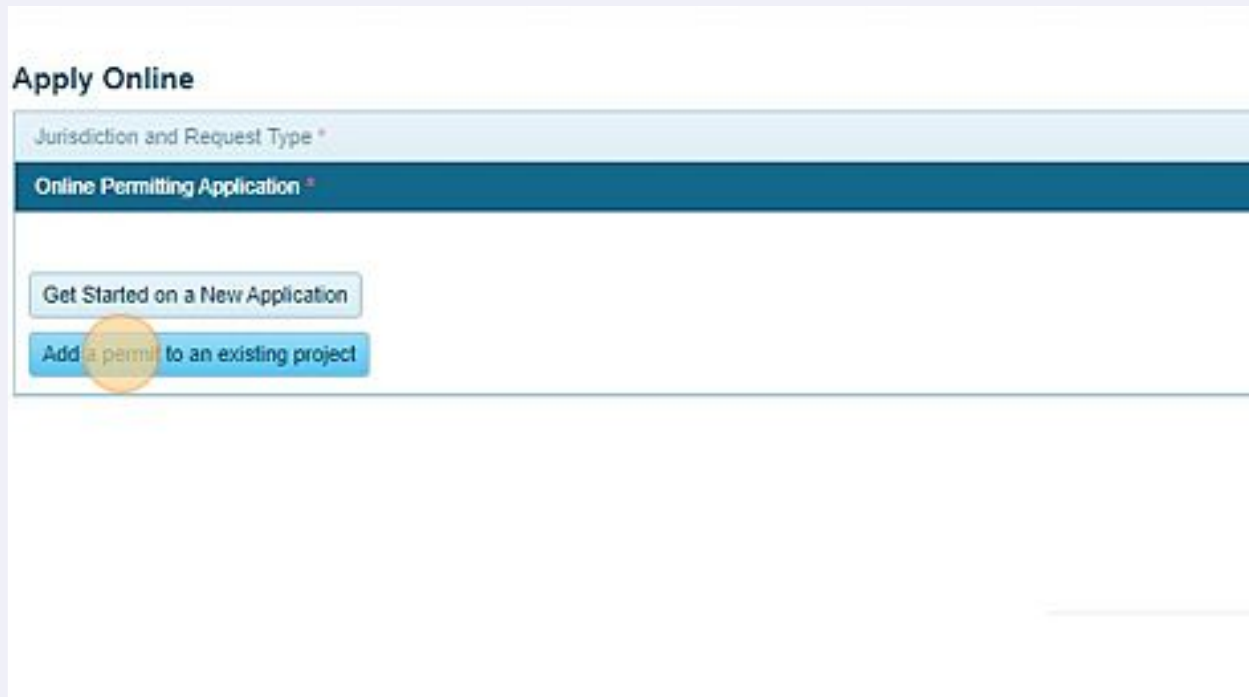 Apply Online
Jurisdiction and Request Type *
Online Permitting Application *
Get Started on a New Application
Add a permit to an existing project